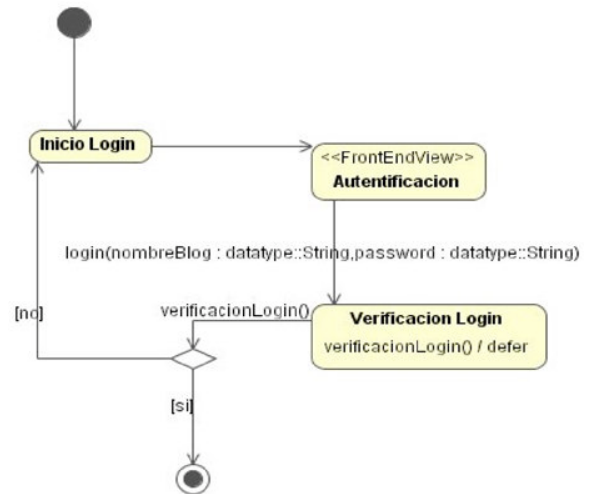 Inicio Login
<<FrontEndView>>
Autentificacion
login(nombreBlog : datatype::String,password : datatype::String)
[no]
verificacionLogin()
Verificacion Login
verificacionLogin() / defer
[si]